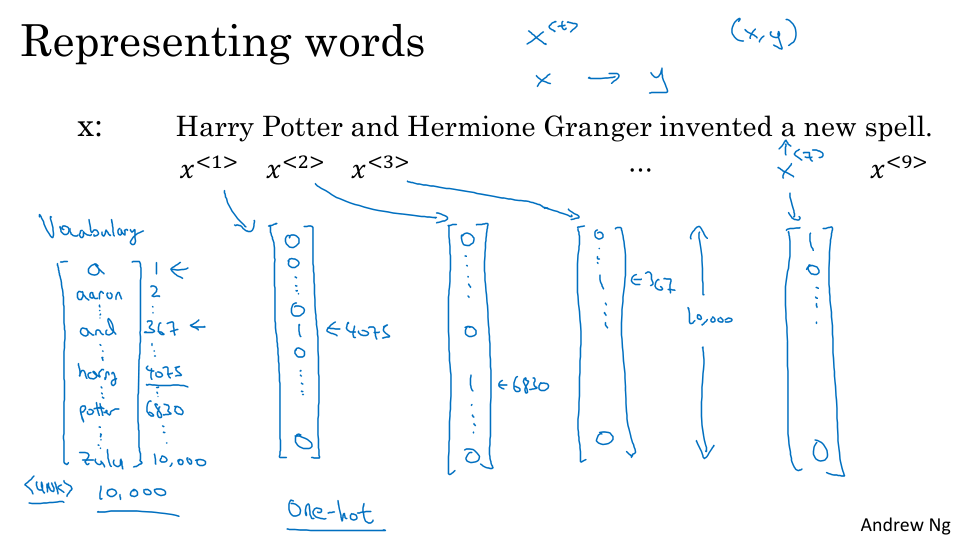 Representing words
x<t>
(x,y)
x → y
x: Harry Potter and Hermione Granger invented a new spell.
x<1> x<2> x<3> ... x<7> x<9>
Vocabulary
a 1 ←
aaron 2
⋮ ⋮
and 367 ←
⋮ ⋮
harry 4075
⋮ ⋮
potter 6830
⋮ ⋮
zulu 10,000
<UNK> 10,000
0
0
⋮
0
1 ← 4075
0
⋮
0
0
⋮
0
1 ← 6830
⋮
0
0
⋮
1 ← 367
⋮
0
10,000
1
0
⋮
0
One-hot
Andrew Ng